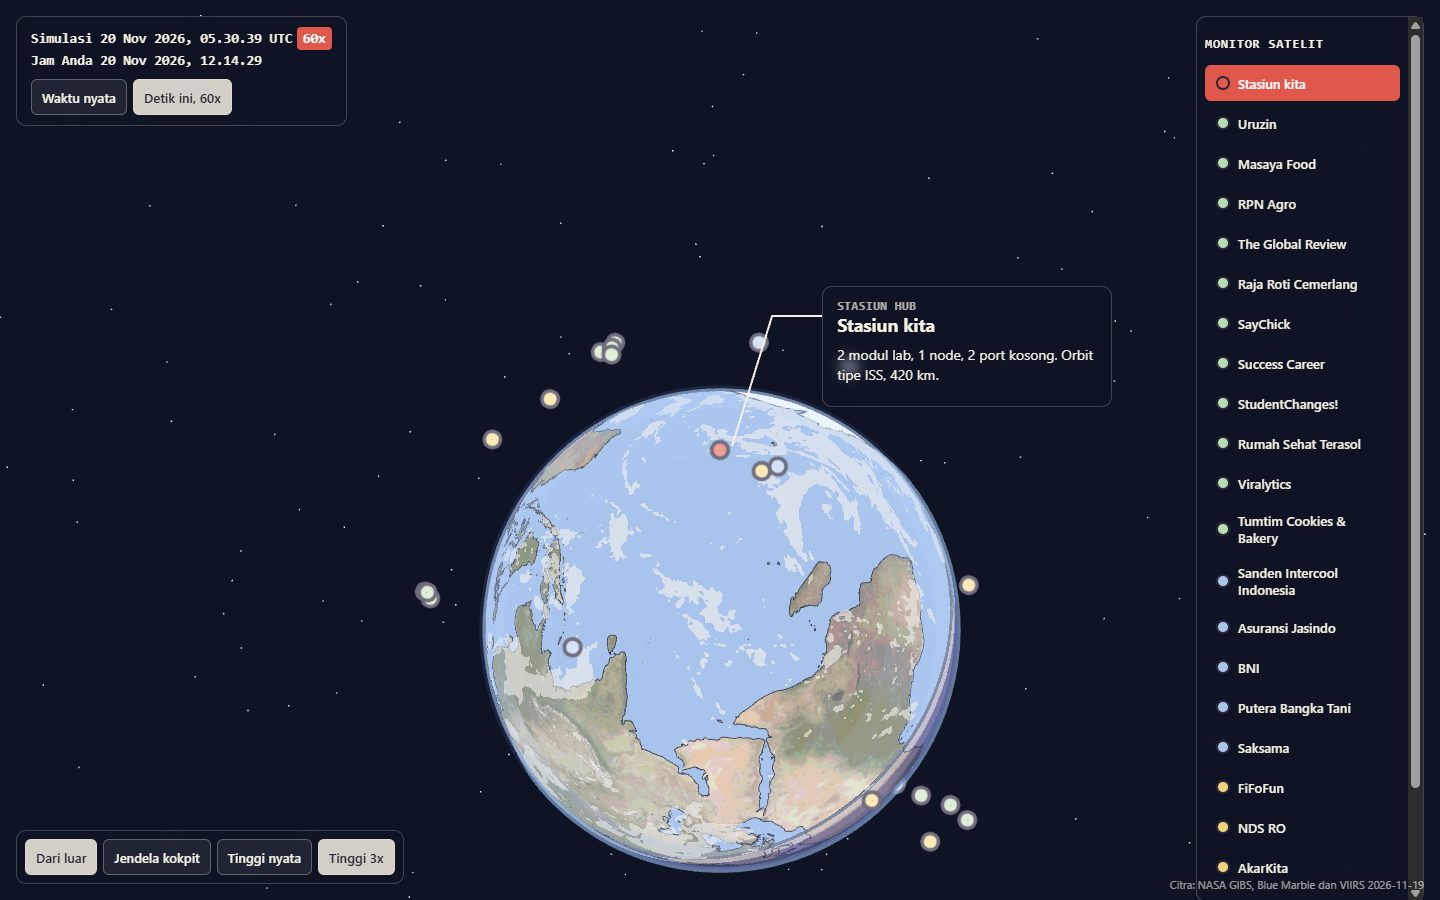 Simulasi 20 Nov 2026, 05.30.39 UTC 60x
Jam Anda 20 Nov 2026, 12.14.29
Waktu nyata
Detik ini, 60x
STASIUN HUB
Stasiun kita
2 modul lab, 1 node, 2 port kosong. Orbit
tipe ISS, 420 km.
MONITOR SATELIT
Stasiun kita
Uruzin
Masaya Food
RPN Agro
The Global Review
Raja Roti Cemerlang
SayChick
Success Career
StudentChanges!
Rumah Sehat Terasol
Viralytics
Tumtim Cookies &
Bakery
Sanden Intercool
Indonesia
Asuransi Jasindo
BNI
Putera Bangka Tani
Saksama
FiFoFun
NDS RO
AkarKita
Dari luar
Jendela kokpit
Tinggi nyata
Tinggi 3x
Citra: NASA GIBS, Blue Marble dan VIIRS 2026-11-19